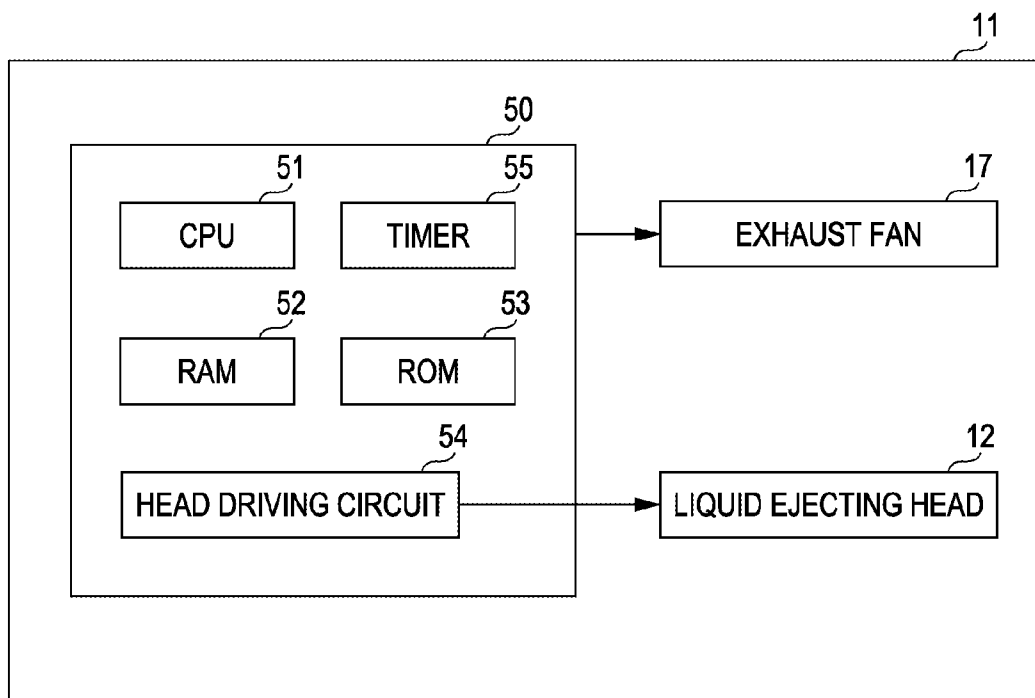 11
50
51
55
17
CPU
TIMER
EXHAUST FAN
52
53
RAM
ROM
54
12
HEAD DRIVING CIRCUIT
LIQUID EJECTING HEAD